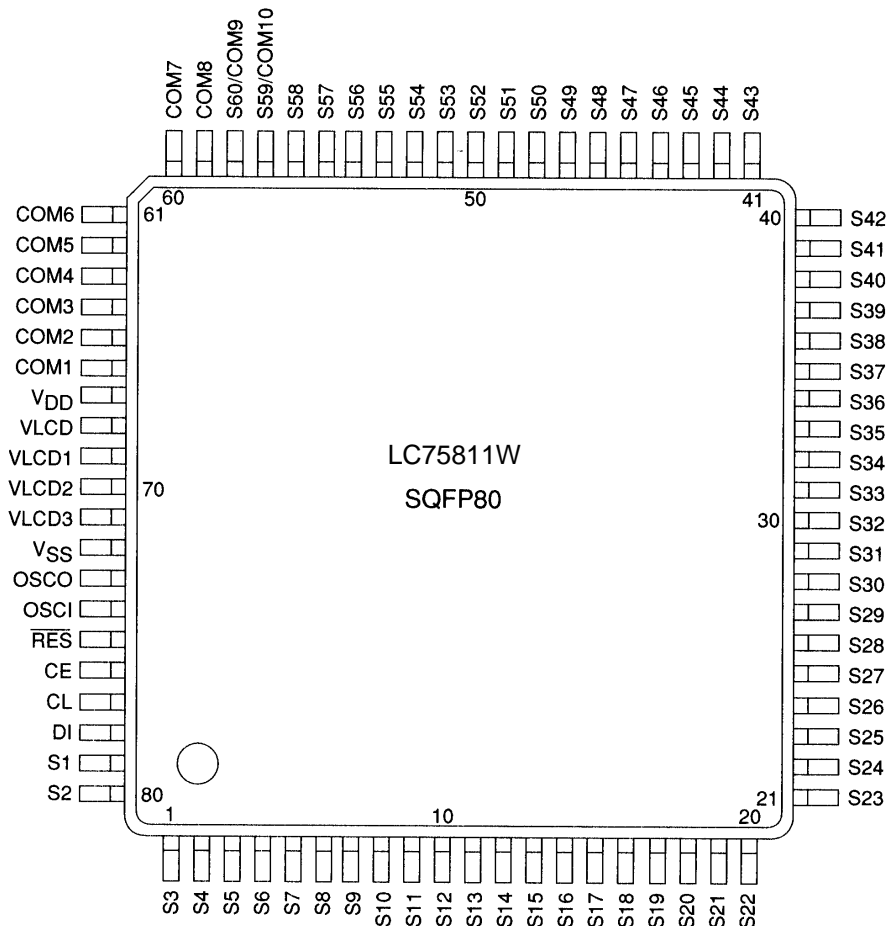 COM7
COM8
S60/COM9
S59/COM10
S58
S57
S56
S55
S54
S53
S52
S51
S50
S49
S48
S47
S46
S45
S44
S43
60
50
41
61
40
COM6
COM5
COM4
COM3
COM2
COM1
VDD
VLCD
VLCD1
VLCD2
VLCD3
VSS
OSCO
OSCI
RES
CE
CL
DI
S1
S2
70
LC75811W
SQFP80
30
S42
S41
S40
S39
S38
S37
S36
S35
S34
S33
S32
S31
S30
S29
S28
S27
S26
S25
S24
S23
80
21
1
10
20
S3
S4
S5
S6
S7
S8
S9
S10
S11
S12
S13
S14
S15
S16
S17
S18
S19
S20
S21
S22